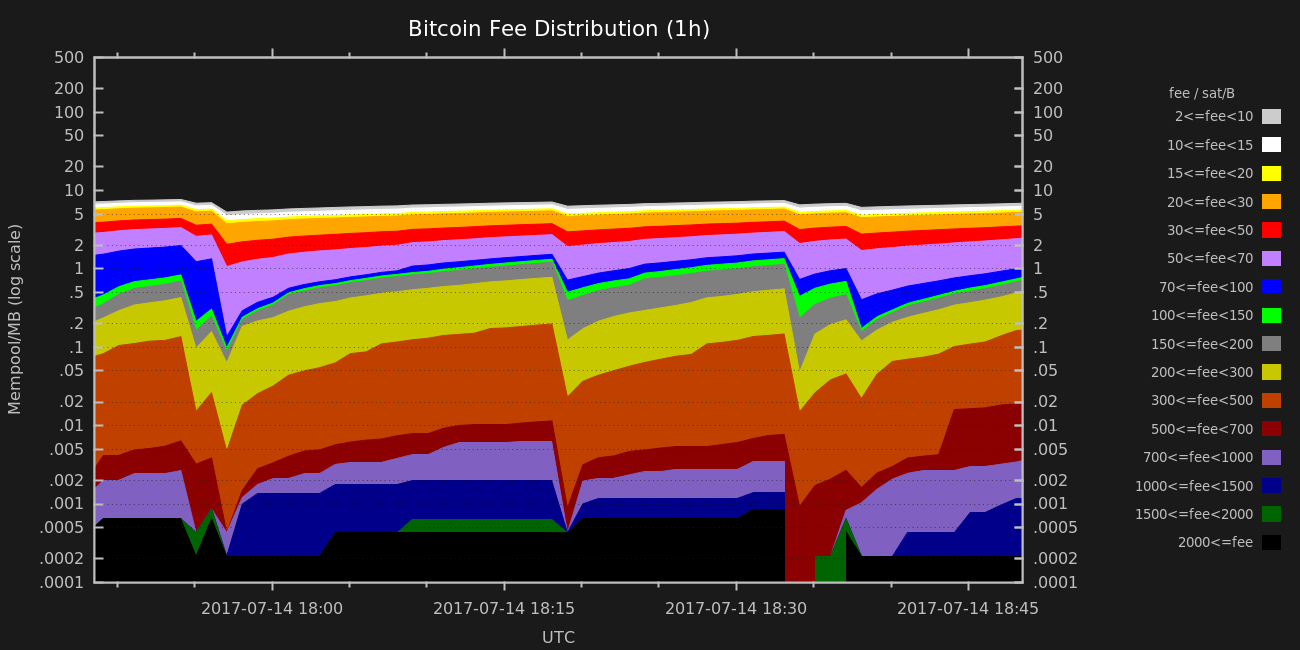 Bitcoin Fee Distribution (1h)
500
200
100
50
20
10
5
2
1
.5
.2
.1
.05
.02
.01
.005
.002
.001
.0005
.0002
.0001
Mempool/MB (log scale)
500
200
100
50
20
10
5
2
1
.5
.2
.1
.05
.02
.01
.005
.002
.001
.0005
.0002
.0001
2017-07-14 18:00
2017-07-14 18:15
2017-07-14 18:30
2017-07-14 18:45
UTC
fee / sat/B
2<=fee<10
10<=fee<15
15<=fee<20
20<=fee<30
30<=fee<50
50<=fee<70
70<=fee<100
100<=fee<150
150<=fee<200
200<=fee<300
300<=fee<500
500<=fee<700
700<=fee<1000
1000<=fee<1500
1500<=fee<2000
2000<=fee